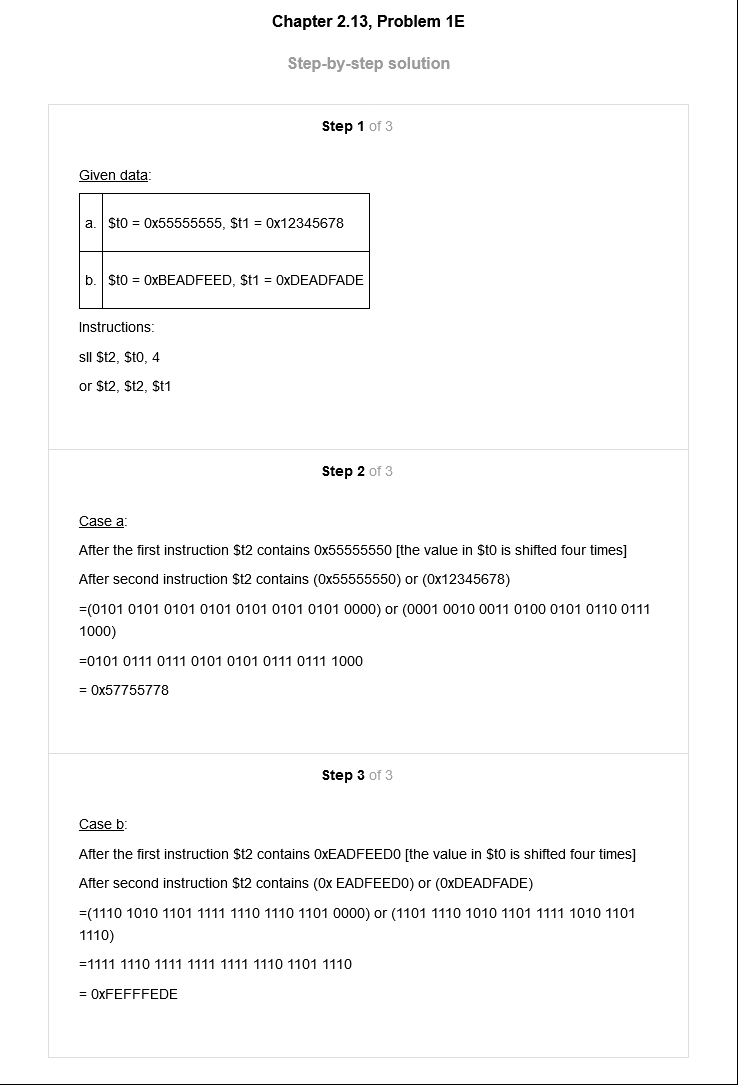 Chapter 2.13, Problem 1E
Step-by-step solution
Step 1 of 3
Given data:
a. $t0 = 0x55555555, $t1 = 0x12345678
b. $t0 = 0xBEADFEED, $t1 = 0xDEADFADE
Instructions:
sll $t2, $t0, 4
or $t2, $t2, $t1
Step 2 of 3
Case a:
After the first instruction $t2 contains 0x55555550 [the value in $t0 is shifted four times]
After second instruction $t2 contains (0x55555550) or (0x12345678)
=(0101 0101 0101 0101 0101 0101 0101 0000) or (0001 0010 0011 0100 0101 0110 0111
1000)
=0101 0111 0111 0101 0101 0111 0111 1000
= 0x57755778
Step 3 of 3
Case b:
After the first instruction $t2 contains 0xEADFEED0 [the value in $t0 is shifted four times]
After second instruction $t2 contains (0x EADFEED0) or (0xDEADFADE)
=(1110 1010 1101 1111 1110 1110 1101 0000) or (1101 1110 1010 1101 1111 1010 1101
1110)
=1111 1110 1111 1111 1111 1110 1101 1110
= 0xFEFFFEDE